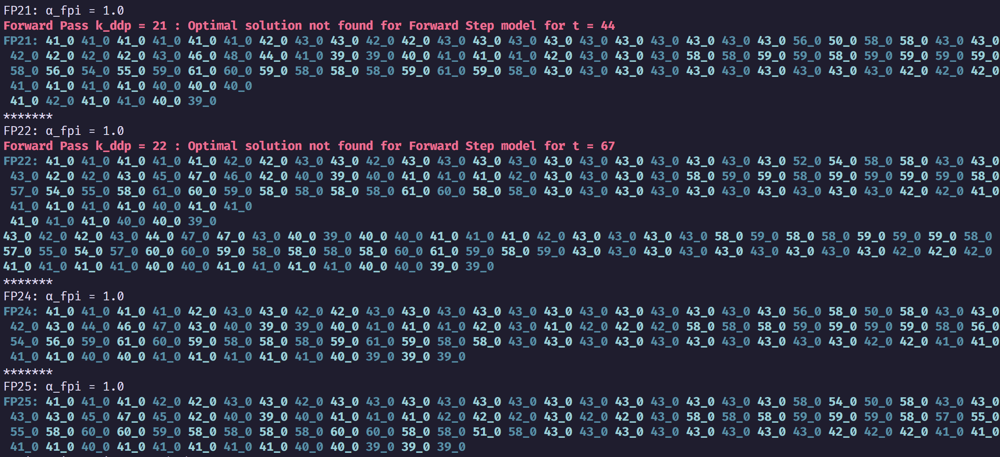 FP21: α_fpi = 1.0
Forward Pass k_ddp = 21 : Optimal solution not found for Forward Step model for t = 44
FP21: 41_0 41_0 41_0 41_0 41_0 41_0 42_0 43_0 43_0 42_0 42_0 43_0 43_0 43_0 43_0 43_0 43_0 43_0 43_0 43_0 43_0 56_0 50_0 58_0 58_0 43_0 43_0
42_0 42_0 42_0 42_0 43_0 46_0 48_0 44_0 41_0 39_0 39_0 40_0 41_0 41_0 41_0 42_0 43_0 43_0 43_0 58_0 58_0 59_0 59_0 58_0 59_0 59_0 59_0 59_0
58_0 56_0 54_0 55_0 59_0 61_0 60_0 59_0 58_0 58_0 58_0 59_0 61_0 59_0 58_0 43_0 43_0 43_0 43_0 43_0 43_0 43_0 43_0 43_0 43_0 42_0 42_0 42_0
41_0 41_0 41_0 41_0 40_0 40_0 40_0
41_0 42_0 41_0 41_0 40_0 39_0
*******
FP22: α_fpi = 1.0
Forward Pass k_ddp = 22 : Optimal solution not found for Forward Step model for t = 67
FP22: 41_0 41_0 41_0 41_0 41_0 42_0 42_0 43_0 43_0 42_0 43_0 43_0 43_0 43_0 43_0 43_0 43_0 43_0 43_0 43_0 43_0 52_0 54_0 58_0 58_0 43_0 43_0
43_0 42_0 42_0 43_0 45_0 47_0 46_0 42_0 40_0 39_0 40_0 41_0 41_0 41_0 42_0 43_0 43_0 43_0 43_0 58_0 59_0 59_0 58_0 59_0 59_0 59_0 59_0 58_0
57_0 54_0 55_0 58_0 61_0 60_0 59_0 58_0 58_0 58_0 58_0 61_0 60_0 58_0 58_0 43_0 43_0 43_0 43_0 43_0 43_0 43_0 43_0 43_0 43_0 42_0 42_0 41_0
41_0 41_0 41_0 41_0 40_0 41_0 41_0
41_0 41_0 41_0 40_0 40_0 39_0
43_0 42_0 42_0 43_0 44_0 47_0 47_0 43_0 40_0 39_0 40_0 40_0 41_0 41_0 41_0 42_0 43_0 43_0 43_0 43_0 58_0 59_0 58_0 58_0 59_0 59_0 59_0 58_0
57_0 55_0 54_0 57_0 60_0 60_0 59_0 58_0 58_0 58_0 58_0 60_0 61_0 59_0 58_0 59_0 43_0 43_0 43_0 43_0 43_0 43_0 43_0 43_0 43_0 42_0 42_0 42_0
41_0 41_0 41_0 41_0 40_0 40_0 41_0 41_0 41_0 41_0 40_0 40_0 39_0 39_0
*******
FP24: α_fpi = 1.0
FP24: 41_0 41_0 41_0 41_0 42_0 43_0 43_0 42_0 42_0 43_0 43_0 43_0 43_0 43_0 43_0 43_0 43_0 43_0 43_0 43_0 43_0 56_0 58_0 50_0 58_0 43_0 43_0
42_0 43_0 44_0 46_0 47_0 43_0 40_0 39_0 39_0 40_0 41_0 41_0 41_0 42_0 43_0 41_0 42_0 42_0 42_0 58_0 58_0 58_0 59_0 59_0 59_0 59_0 58_0 56_0
54_0 56_0 59_0 61_0 60_0 59_0 58_0 58_0 58_0 59_0 61_0 59_0 58_0 58_0 43_0 43_0 43_0 43_0 43_0 43_0 43_0 43_0 43_0 43_0 42_0 42_0 41_0 41_0
41_0 41_0 40_0 40_0 41_0 41_0 41_0 41_0 41_0 40_0 39_0 39_0 39_0
*******
FP25: α_fpi = 1.0
FP25: 41_0 41_0 41_0 42_0 42_0 43_0 43_0 42_0 43_0 43_0 43_0 43_0 43_0 43_0 43_0 43_0 43_0 43_0 43_0 43_0 43_0 58_0 54_0 50_0 58_0 43_0 43_0
43_0 43_0 45_0 47_0 45_0 42_0 40_0 39_0 40_0 41_0 41_0 41_0 42_0 42_0 42_0 43_0 42_0 42_0 43_0 58_0 58_0 58_0 59_0 59_0 59_0 58_0 57_0 55_0
55_0 58_0 60_0 60_0 59_0 58_0 58_0 58_0 58_0 60_0 60_0 58_0 58_0 51_0 58_0 43_0 43_0 43_0 43_0 43_0 43_0 43_0 43_0 42_0 42_0 42_0 41_0 41_0
41_0 41_0 40_0 41_0 41_0 41_0 41_0 41_0 40_0 40_0 39_0 39_0 39_0